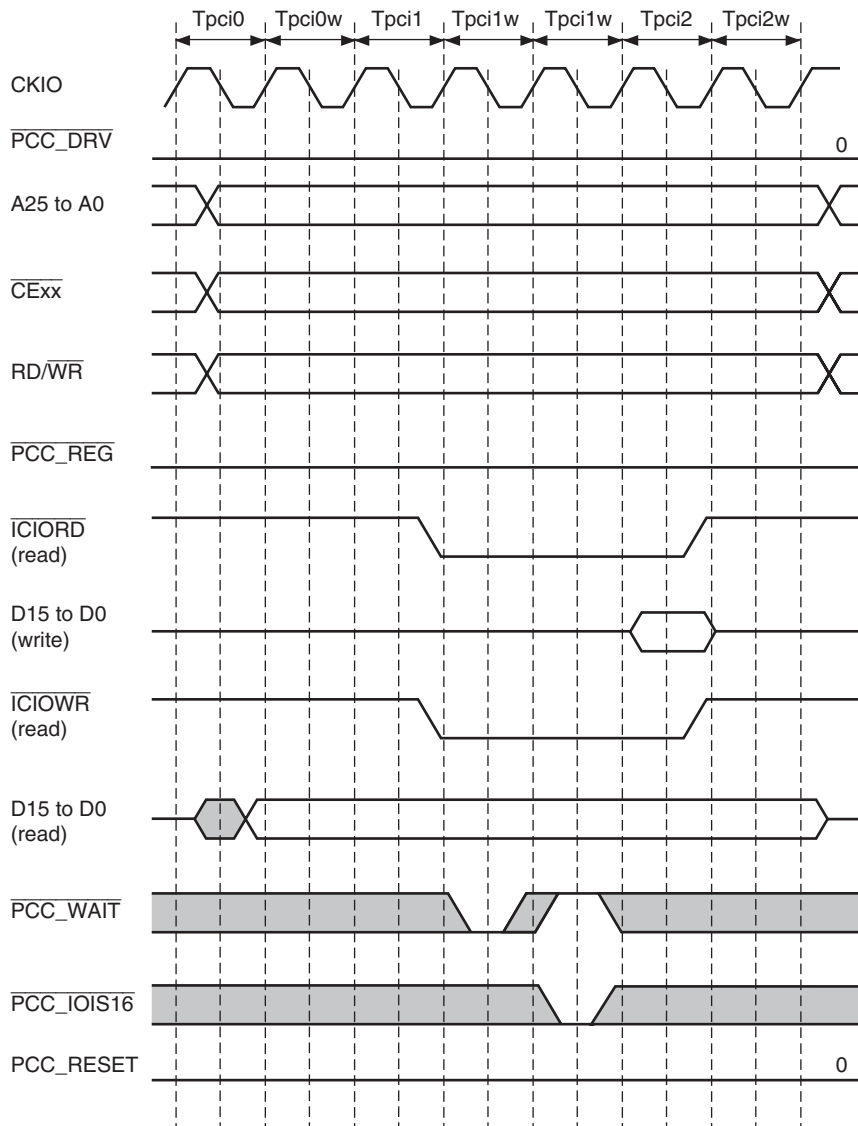 Tpci0 Tpci0w Tpci1 Tpci1w Tpci1w Tpci2 Tpci2w
CKIO
PCC_DRV 0
A25 to A0
CExx
RD/WR
PCC_REG
ICIORD
(read)
D15 to D0
(write)
ICIOWR
(read)
D15 to D0
(read)
PCC_WAIT
PCC_IOIS16
PCC_RESET 0